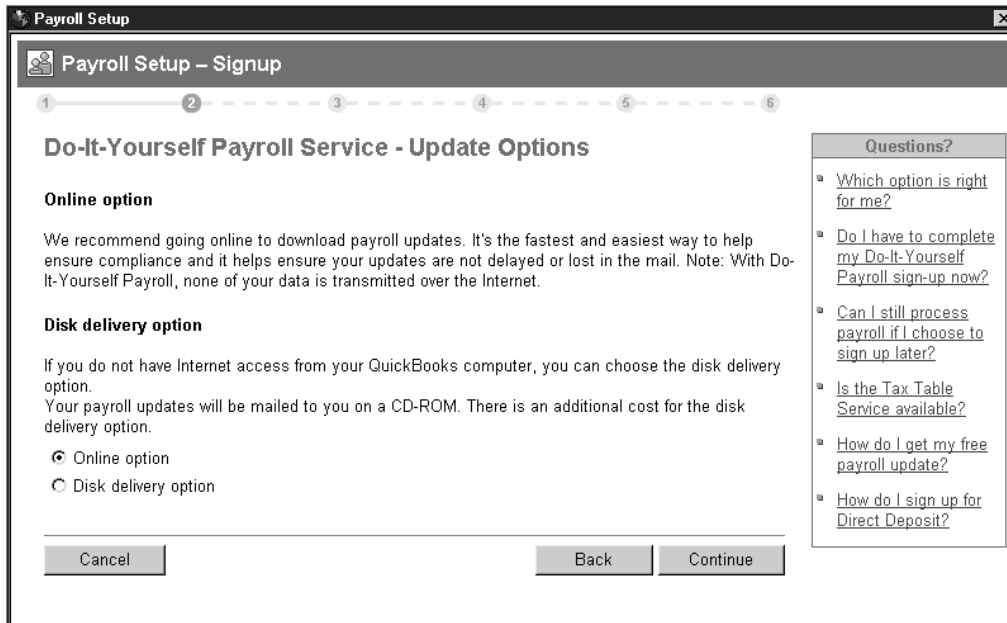 Payroll Setup
Payroll Setup – Signup
1 2 3 4 5 6
Do-It-Yourself Payroll Service - Update Options
Online option
We recommend going online to download payroll updates. It's the fastest and easiest way to help
ensure compliance and it helps ensure your updates are not delayed or lost in the mail. Note: With Do-
It-Yourself Payroll, none of your data is transmitted over the Internet.
Disk delivery option
If you do not have Internet access from your QuickBooks computer, you can choose the disk delivery
option.
Your payroll updates will be mailed to you on a CD-ROM. There is an additional cost for the disk
delivery option.
Online option
Disk delivery option
Cancel Back Continue
Questions?
Which option is right
for me?
Do I have to complete
my Do-It-Yourself
Payroll sign-up now?
Can I still process
payroll if I choose to
sign up later?
Is the Tax Table
Service available?
How do I get my free
payroll update?
How do I sign up for
Direct Deposit?